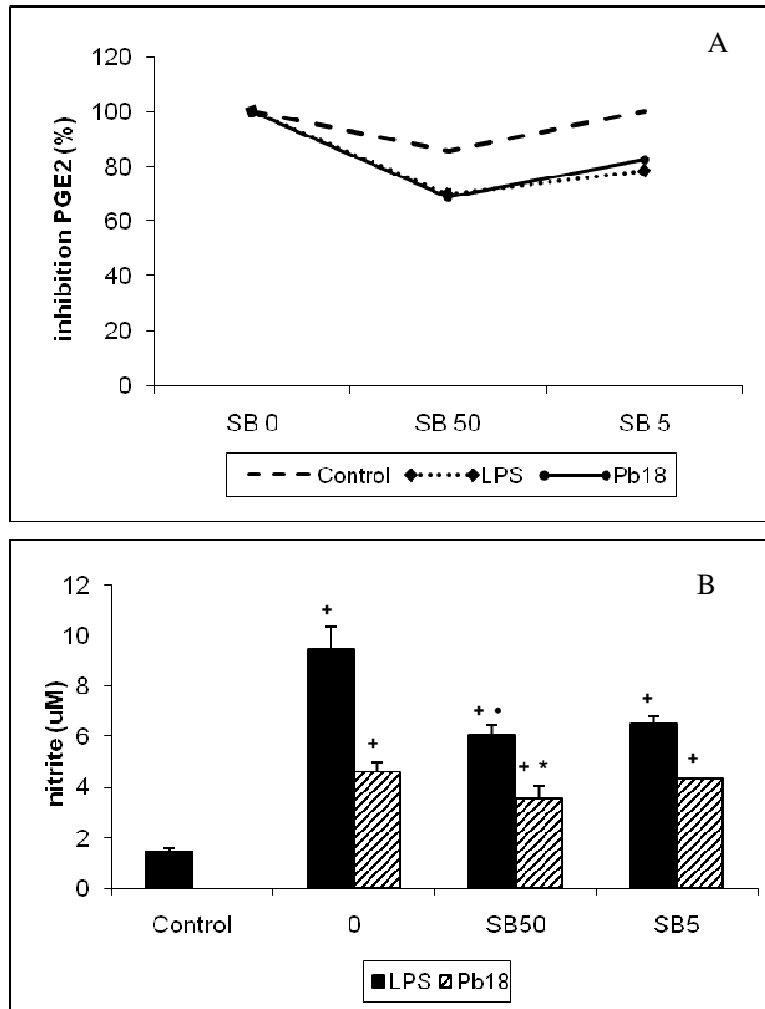 A
120
100
80
60
40
20
0
inhibition PGE2 (%)
SB 0 SB 50 SB 5
Control LPS Pb18
B
12
10
8
6
4
2
0
nitrite (uM)
+
+
+ •
+ *
+
+
Control 0 SB50 SB5
LPS Pb18